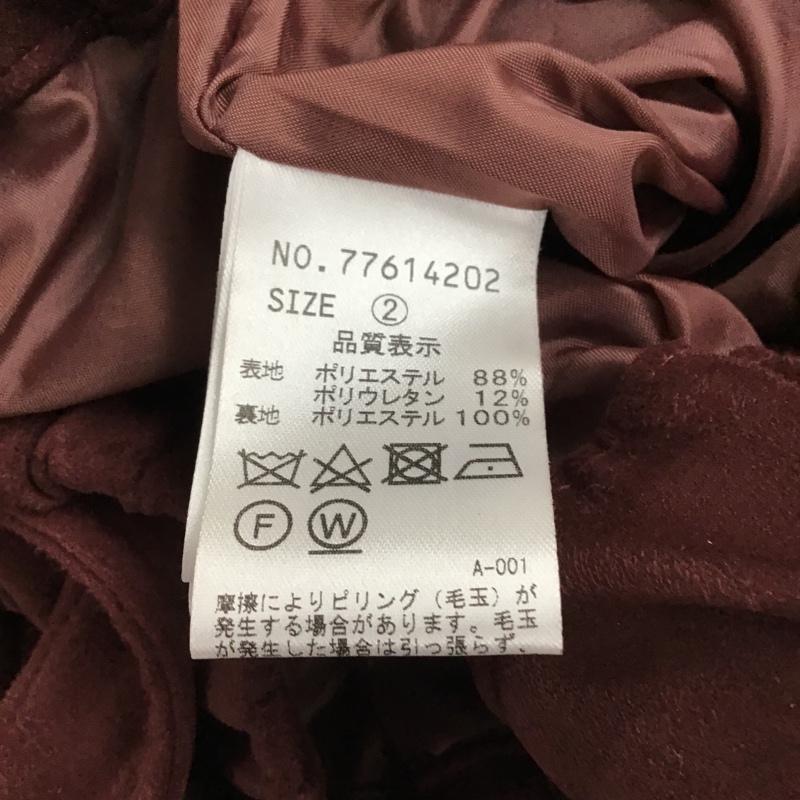 NO.77614202
SIZE ②
品質表示
表地 ポリエステル 88%
ポリウレタン 12%
裏地 ポリエステル 100%
F W
A-001
摩擦によりピリング（毛玉）が
発生する場合があります。毛玉
が発生した場合は引っ張らず、